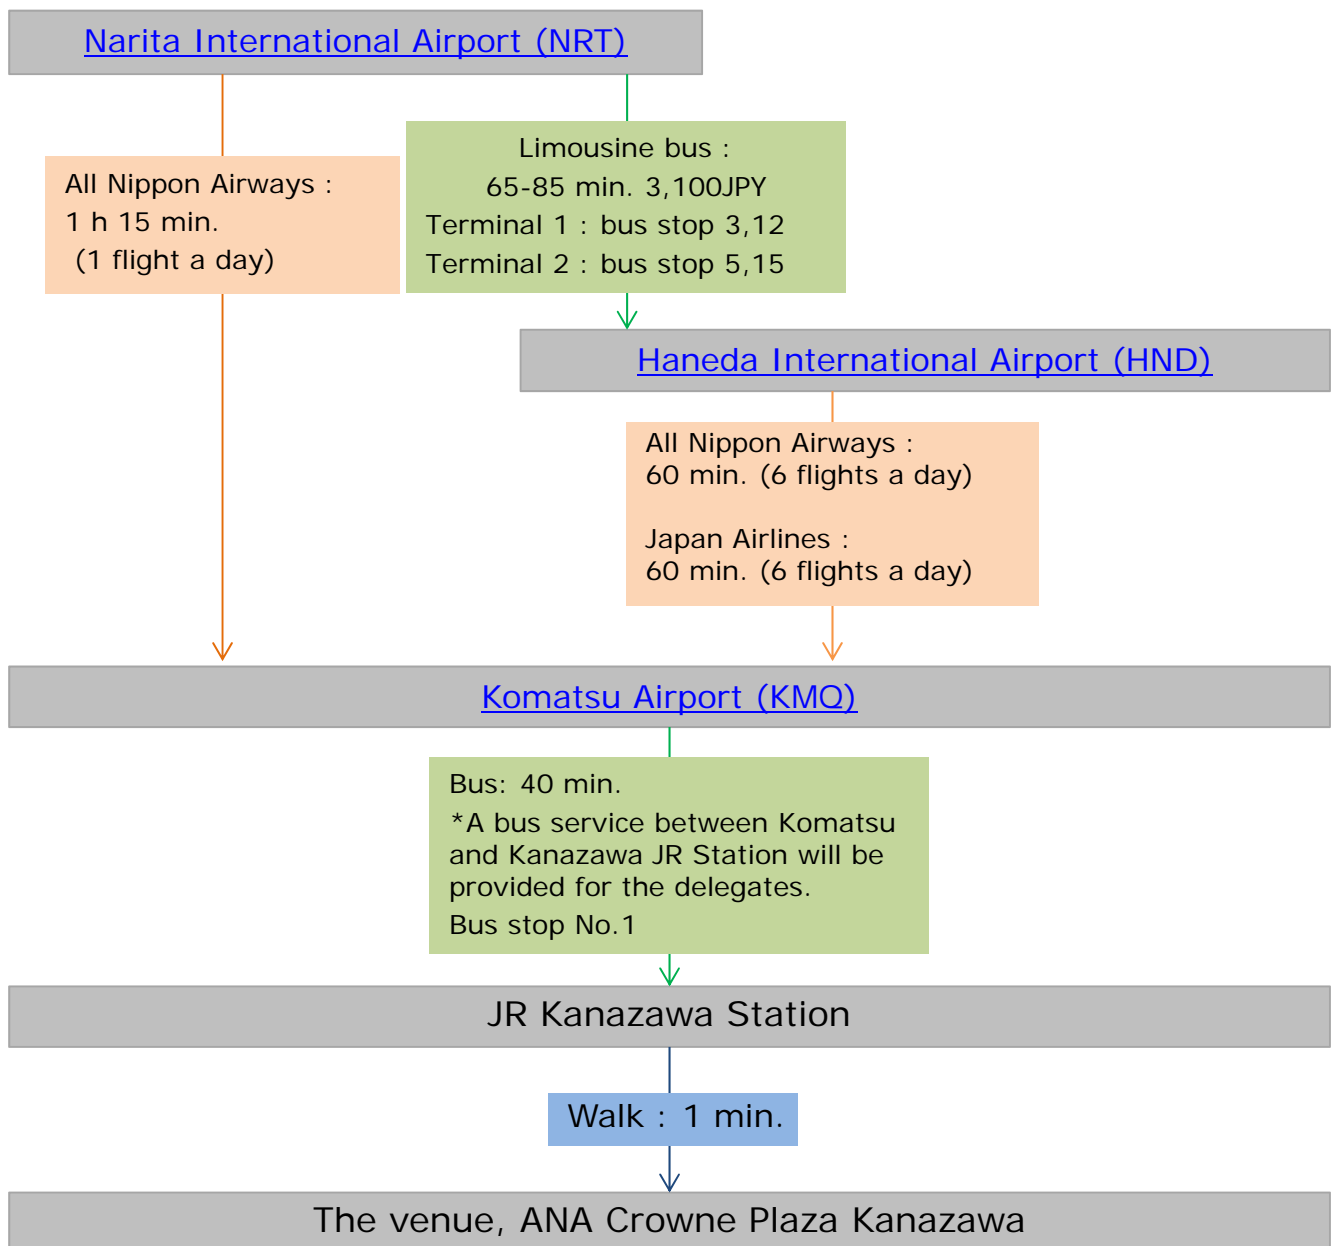 Narita International Airport (NRT)
All Nippon Airways :
1 h 15 min.
(1 flight a day)
Limousine bus :
65-85 min. 3,100JPY
Terminal 1 : bus stop 3,12
Terminal 2 : bus stop 5,15
Haneda International Airport (HND)
All Nippon Airways :
60 min. (6 flights a day)
Japan Airlines :
60 min. (6 flights a day)
Komatsu Airport (KMQ)
Bus: 40 min.
*A bus service between Komatsu
and Kanazawa JR Station will be
provided for the delegates.
Bus stop No.1
JR Kanazawa Station
Walk : 1 min.
The venue, ANA Crowne Plaza Kanazawa